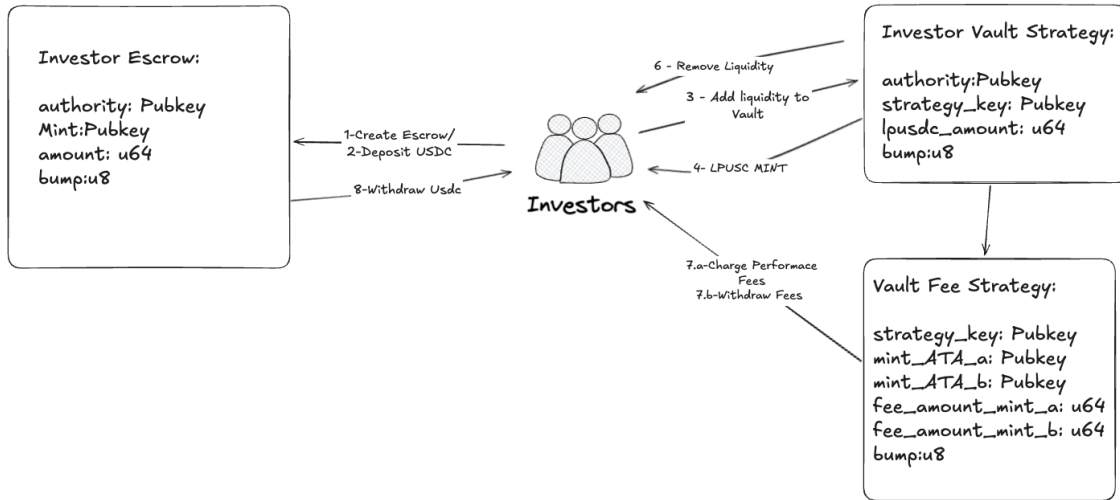 Investor Escrow:
authority: Pubkey
Mint:Pubkey
amount: u64
bump:u8
1-Create Escrow/
2-Deposit USDC
8-Withdraw Usdc
Investors
6 - Remove Liquidity
3 - Add liquidity to
Vault
4- LPUSC MINT
Investor Vault Strategy:
authority:Pubkey
strategy_key: Pubkey
lpusdc_amount: u64
bump:u8
7.a-Charge Performace
Fees
7.b-Withdraw Fees
Vault Fee Strategy:
strategy_key: Pubkey
mint_ATA_a: Pubkey
mint_ATA_b: Pubkey
fee_amount_mint_a: u64
fee_amount_mint_b: u64
bump:u8